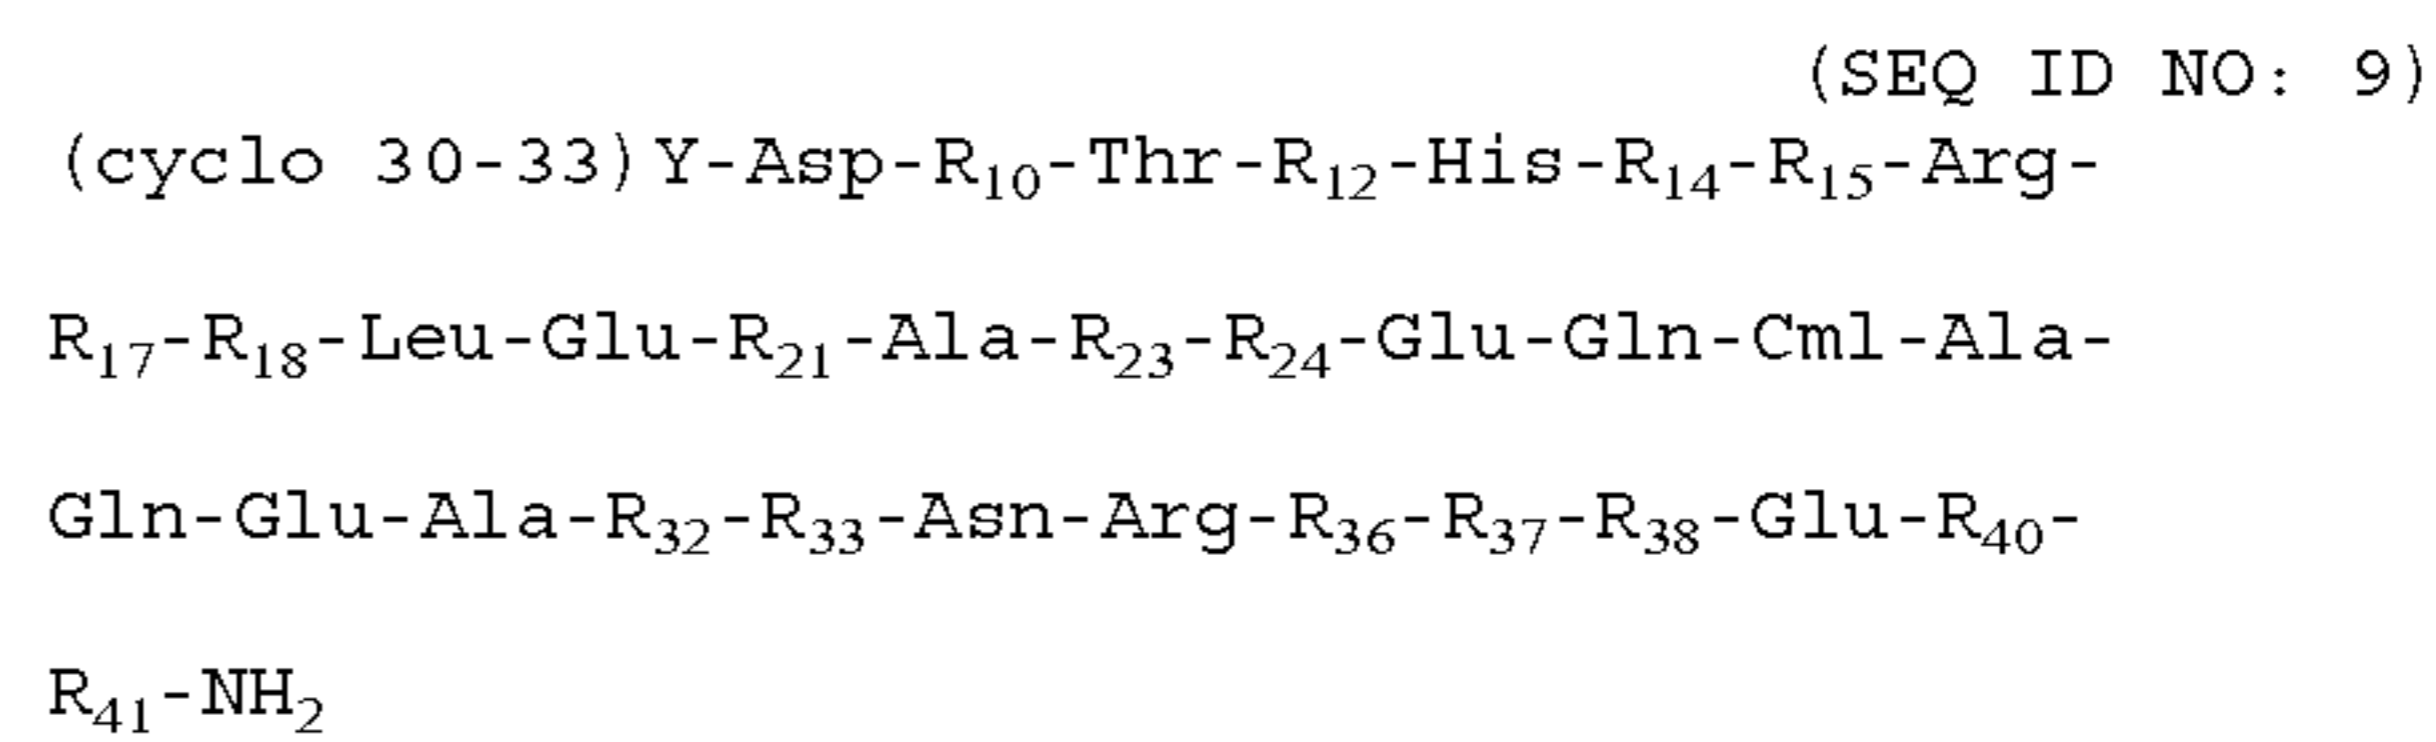 (SEQ ID NO: 9)
(cyclo 30-33)Y-Asp-R₁₀-Thr-R₁₂-His-R₁₄-R₁₅-Arg-
R₁₇-R₁₈-Leu-Glu-R₂₁-Ala-R₂₃-R₂₄-Glu-Gln-Cml-Ala-
Gln-Glu-Ala-R₃₂-R₃₃-Asn-Arg-R₃₆-R₃₇-R₃₈-Glu-R₄₀-
R₄₁-NH₂